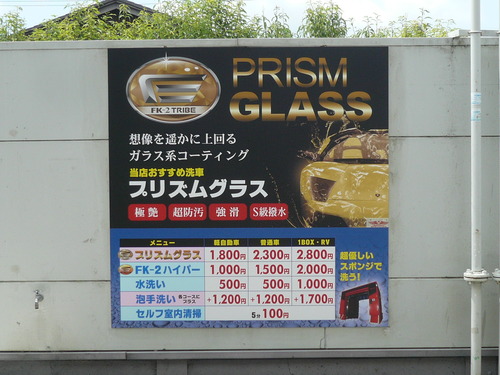 PRISM
GLASS
FK-2 TRIBE
想像を遥かに上回る
ガラス系コーティング
当店おすすめ洗車
プリズムグラス
極艶 超防汚 強滑 S級撥水
メニュー 軽自動車 普通車 1BOX・RV
プリズムグラス 1,800円 2,300円 2,800円
FK-2ハイパー 1,000円 1,500円 2,000円
水洗い 500円 500円 1,000円
泡手洗い 各コースにプラス +1,200円 +1,200円 +1,700円
セルフ室内清掃 5分 100円
超優しい
スポンジで
洗う!